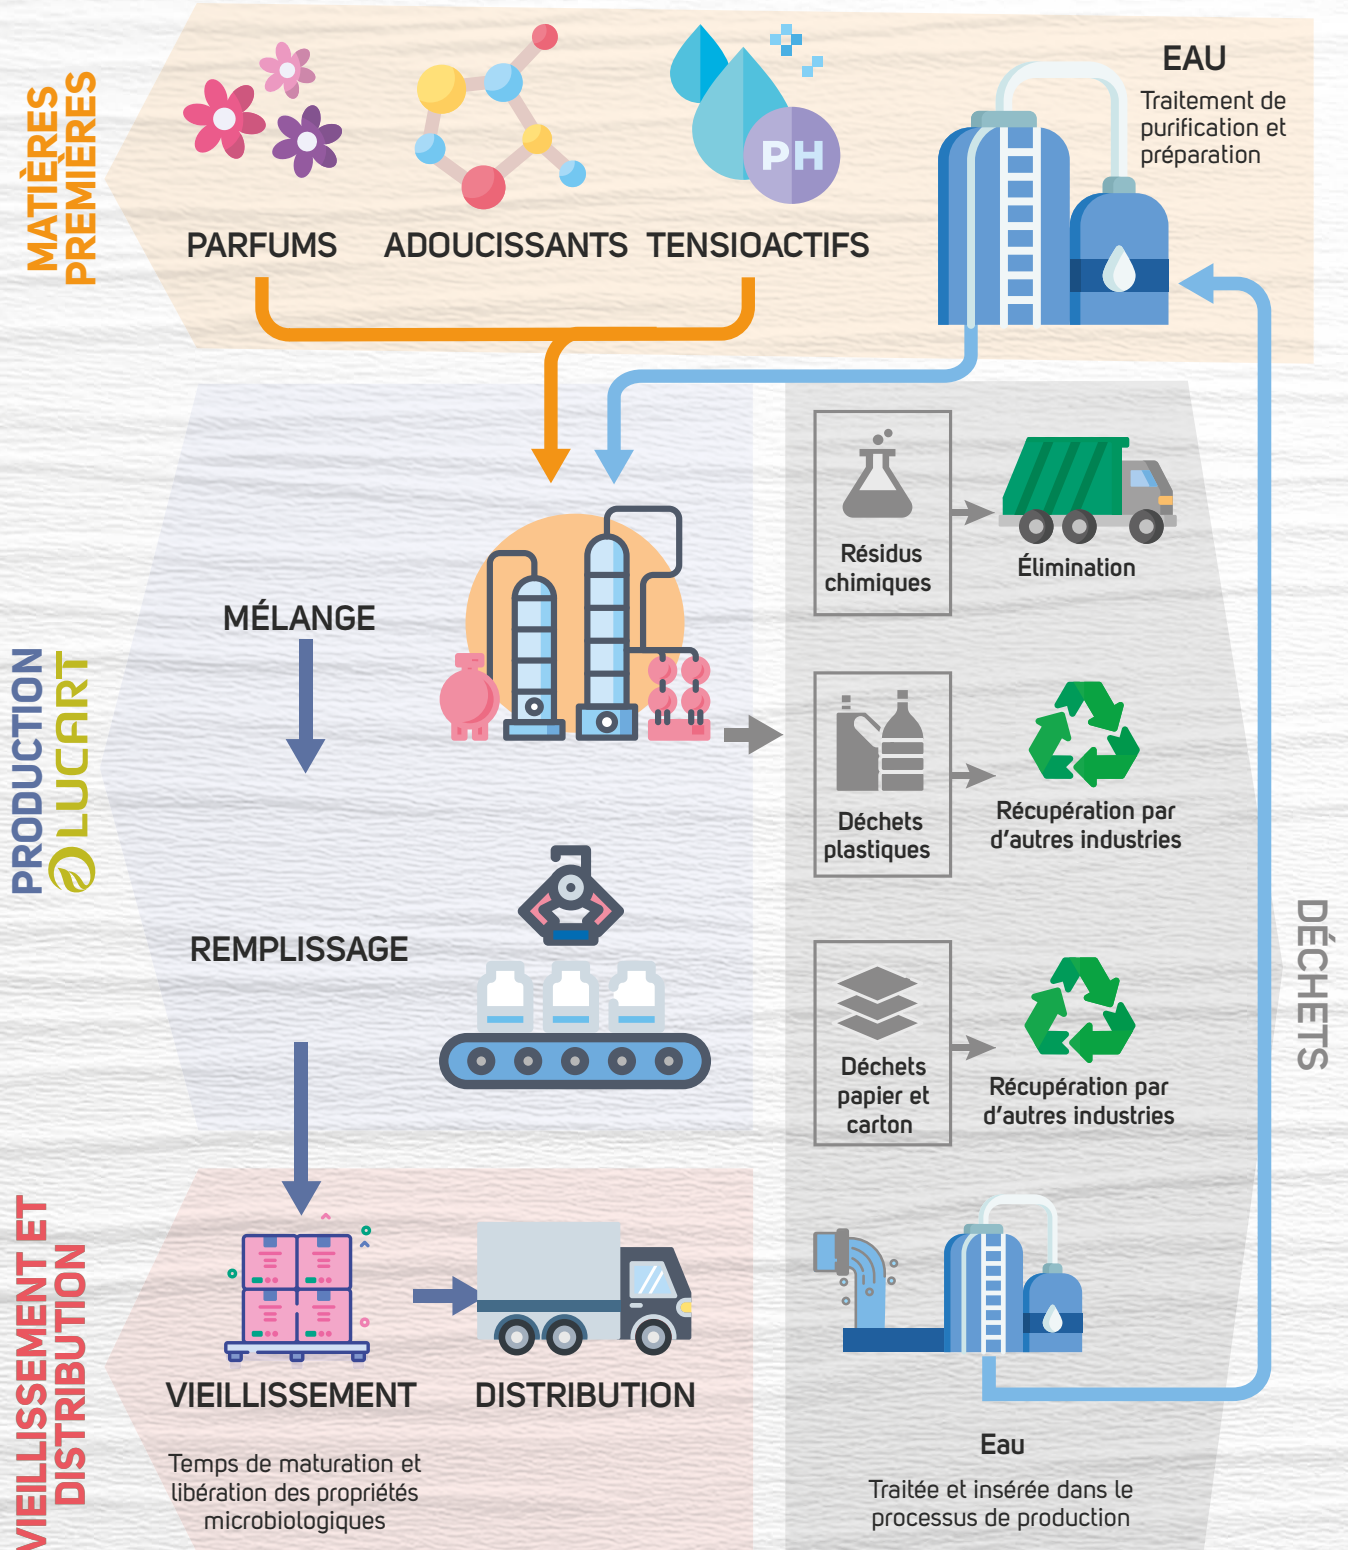 MATIÈRES
PREMIÈRES
PARFUMS
ADOUCISSANTS
PH
TENSIOACTIFS
EAU
Traitement de
purification et
préparation
PRODUCTION
LUCART
MÉLANGE
REMPLISSAGE
Résidus
chimiques
Élimination
Déchets
plastiques
Récupération par
d’autres industries
Déchets
papier et
carton
Récupération par
d’autres industries
DÉCHETS
VIEILLISSEMENT ET
DISTRIBUTION
VIEILLISSEMENT
Temps de maturation et
libération des propriétés
microbiologiques
DISTRIBUTION
Eau
Traitée et insérée dans le
processus de production